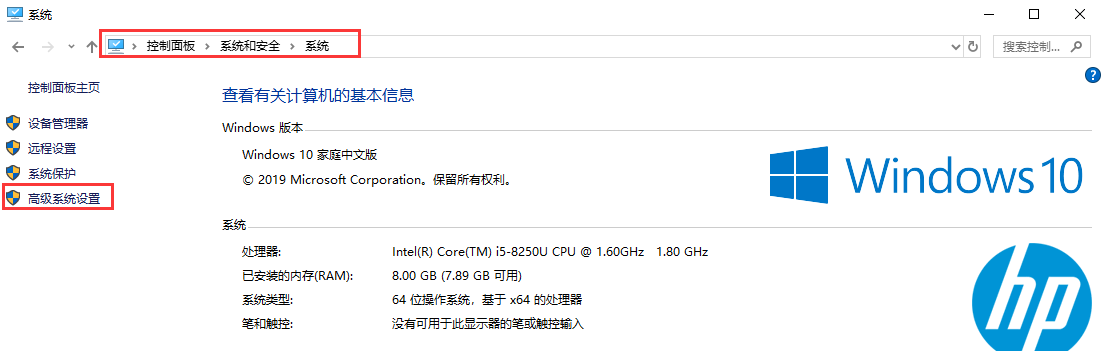 系统
控制面板 系统和安全 系统
搜索控制...
控制面板主页
设备管理器
远程设置
系统保护
高级系统设置
查看有关计算机的基本信息
Windows 版本
Windows 10 家庭中文版
© 2019 Microsoft Corporation。保留所有权利。
Windows 10
系统
处理器: Intel(R) Core(TM) i5-8250U CPU @ 1.60GHz 1.80 GHz
已安装的内存(RAM): 8.00 GB (7.89 GB 可用)
系统类型: 64 位操作系统, 基于 x64 的处理器
笔和触控: 没有可用于此显示器的笔或触控输入
hp
?